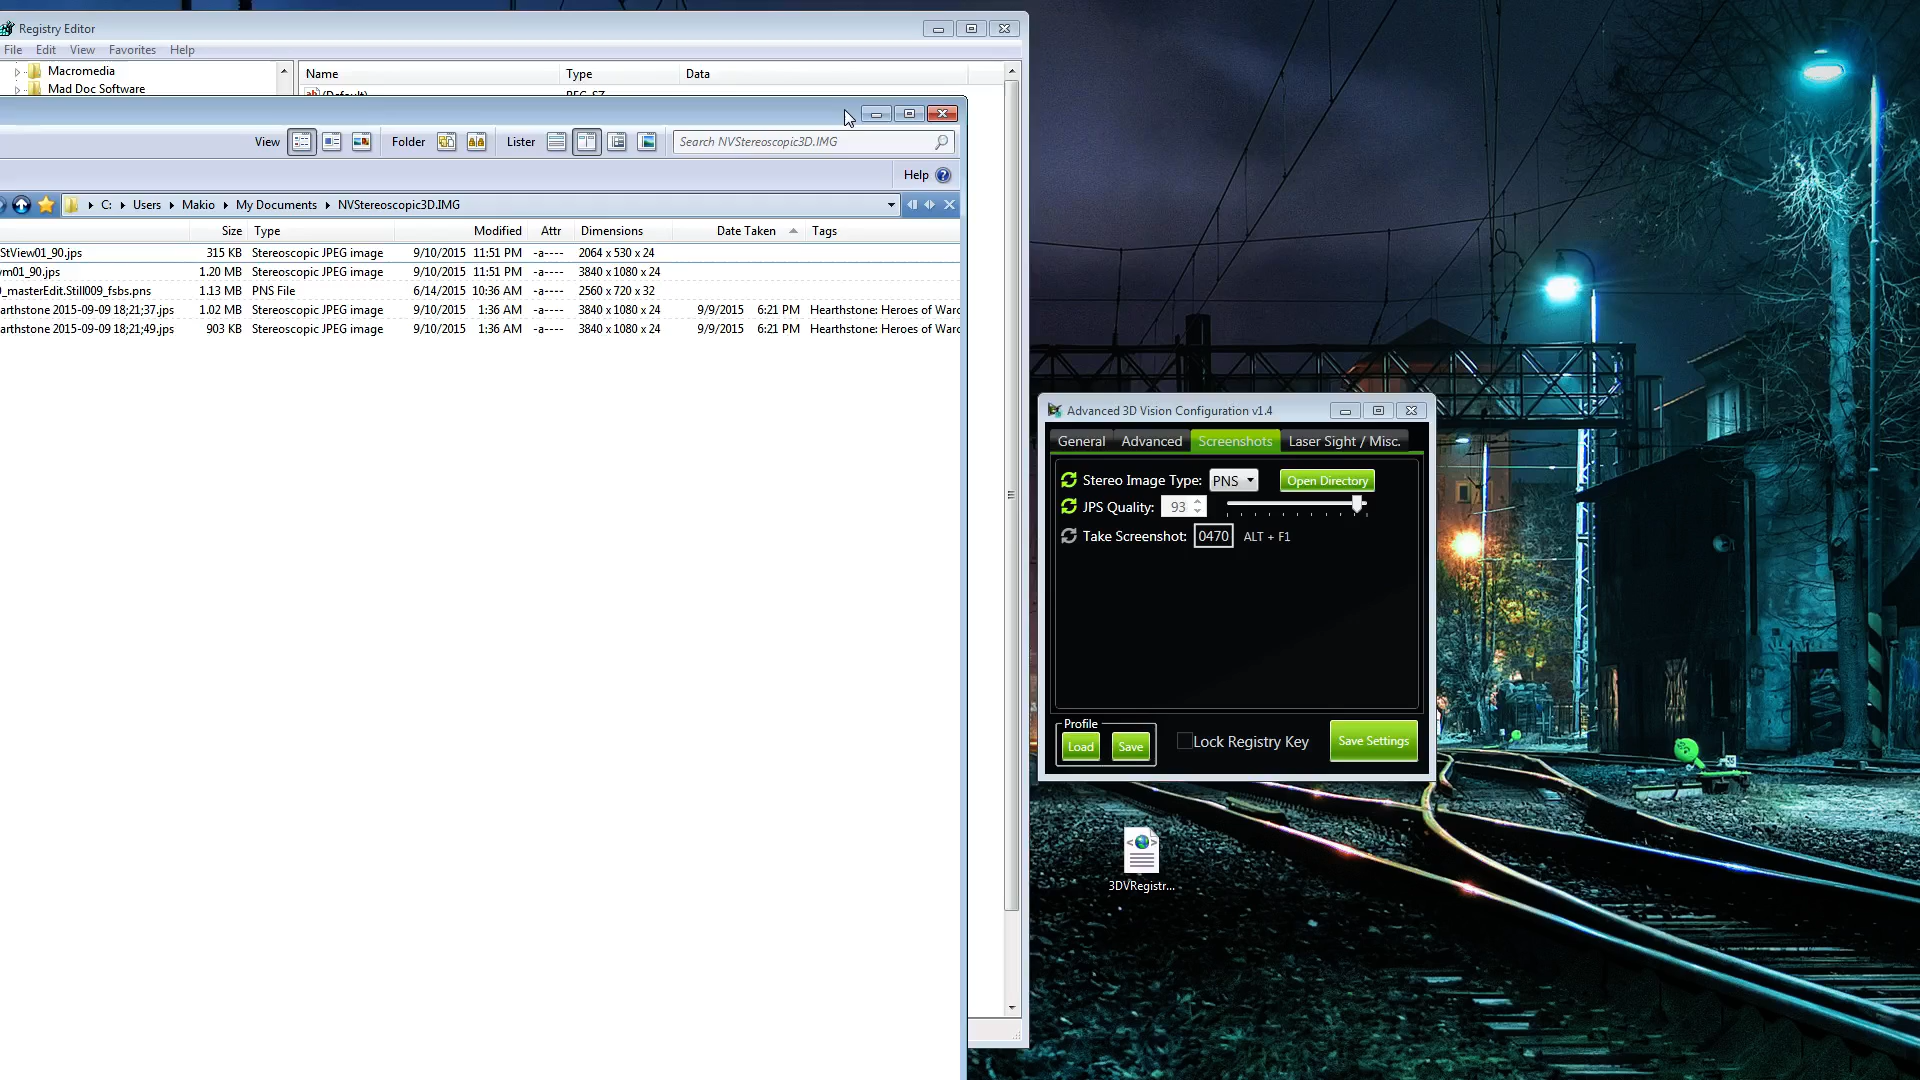 Registry Editor
File Edit View Favorites Help
Macromedia
Mad Doc Software
Name Type Data
View Folder Lister Search NVStereoscopic3D.IMG
Help
C: Users Makio My Documents NVStereoscopic3D.IMG
Size Type Modified Attr Dimensions Date Taken Tags
StView01_90.jps 315 KB Stereoscopic JPEG image 9/10/2015 11:51 PM -a---- 2064 x 530 x 24
m01_90.jps 1.20 MB Stereoscopic JPEG image 9/10/2015 11:51 PM -a---- 3840 x 1080 x 24
_masterEdit.Still009_fsbs.pns 1.13 MB PNS File 6/14/2015 10:36 AM -a---- 2560 x 720 x 32
arthstone 2015-09-09 18;21;37.jps 1.02 MB Stereoscopic JPEG image 9/10/2015 1:36 AM -a---- 3840 x 1080 x 24 9/9/2015 6:21 PM Hearthstone: Heroes of Warc
arthstone 2015-09-09 18;21;49.jps 903 KB Stereoscopic JPEG image 9/10/2015 1:36 AM -a---- 3840 x 1080 x 24 9/9/2015 6:21 PM Hearthstone: Heroes of Warc
Advanced 3D Vision Configuration v1.4
General Advanced Screenshots Laser Sight / Misc.
Stereo Image Type: PNS Open Directory
JPS Quality: 93
Take Screenshot: 0470 ALT + F1
Profile
Load Save Lock Registry Key Save Settings
3DVRegistr...